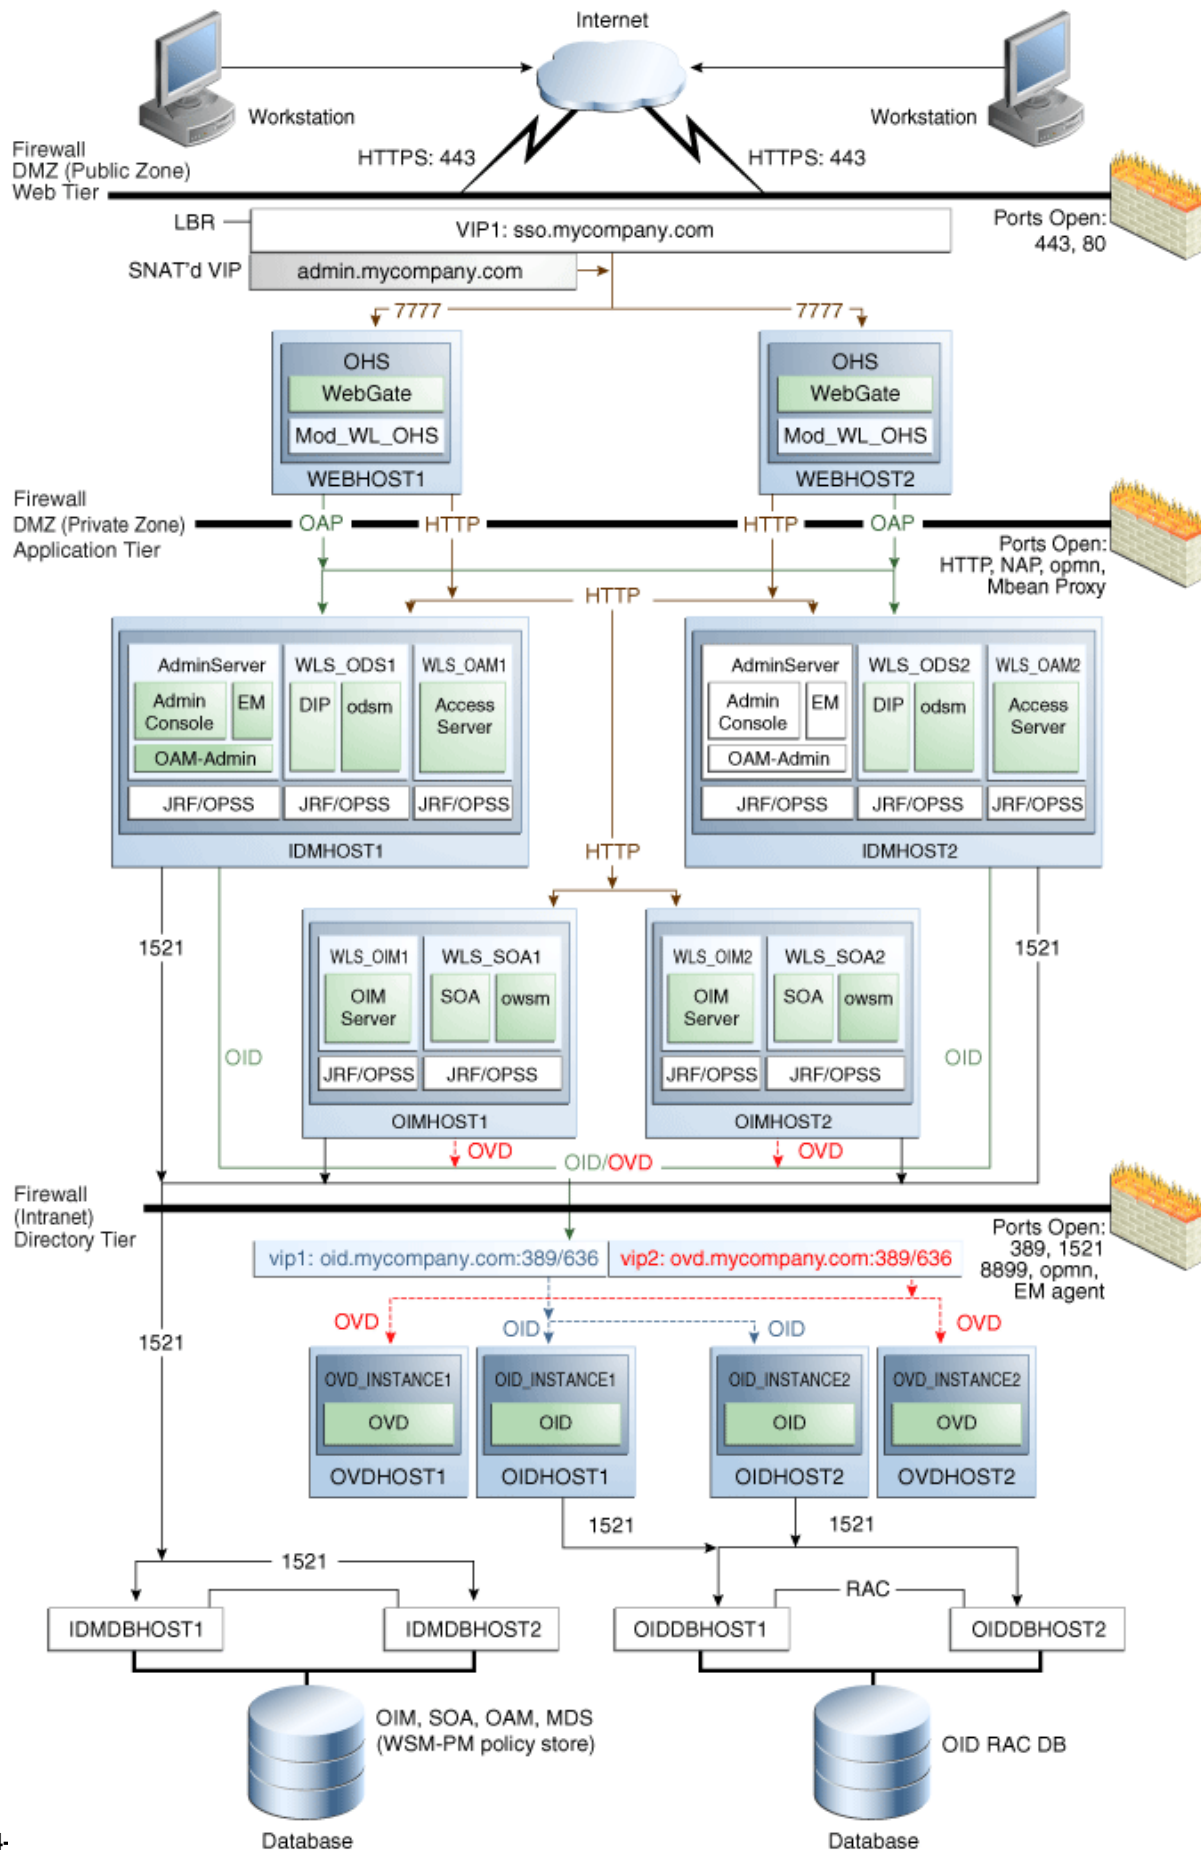 Internet
Workstation
Workstation
HTTPS: 443
HTTPS: 443
Firewall
DMZ (Public Zone)
Web Tier
Ports Open:
443, 80
LBR
VIP1: sso.mycompany.com
SNAT'd VIP
admin.mycompany.com
7777
7777
OHS
WebGate
Mod_WL_OHS
WEBHOST1
OHS
WebGate
Mod_WL_OHS
WEBHOST2
Firewall
DMZ (Private Zone)
Application Tier
OAP
HTTP
HTTP
OAP
Ports Open:
HTTP, NAP, opmn,
Mbean Proxy
HTTP
AdminServer
Admin
Console
EM
OAM-Admin
JRF/OPSS
WLS_ODS1
DIP
odsm
JRF/OPSS
WLS_OAM1
Access
Server
JRF/OPSS
IDMHOST1
AdminServer
Admin
Console
EM
OAM-Admin
JRF/OPSS
WLS_ODS2
DIP
odsm
JRF/OPSS
WLS_OAM2
Access
Server
JRF/OPSS
IDMHOST2
HTTP
1521
1521
OID
OID
WLS_OIM1
OIM
Server
JRF/OPSS
WLS_SOA1
SOA
owsm
JRF/OPSS
OIMHOST1
WLS_OIM2
OIM
Server
JRF/OPSS
WLS_SOA2
SOA
owsm
JRF/OPSS
OIMHOST2
OVD
OID/OVD
OVD
Firewall
(Intranet)
Directory Tier
Ports Open:
389, 1521
8899, opmn,
EM agent
vip1: oid.mycompany.com:389/636
vip2: ovd.mycompany.com:389/636
OVD
OID
OID
OVD
1521
OVD_INSTANCE1
OVD
OVDHOST1
OID_INSTANCE1
OID
OIDHOST1
OID_INSTANCE2
OID
OIDHOST2
OVD_INSTANCE2
OVD
OVDHOST2
1521
1521
1521
RAC
IDMDBHOST1
IDMDBHOST2
OIDDBHOST1
OIDDBHOST2
OIM, SOA, OAM, MDS
(WSM-PM policy store)
OID RAC DB
Database
Database